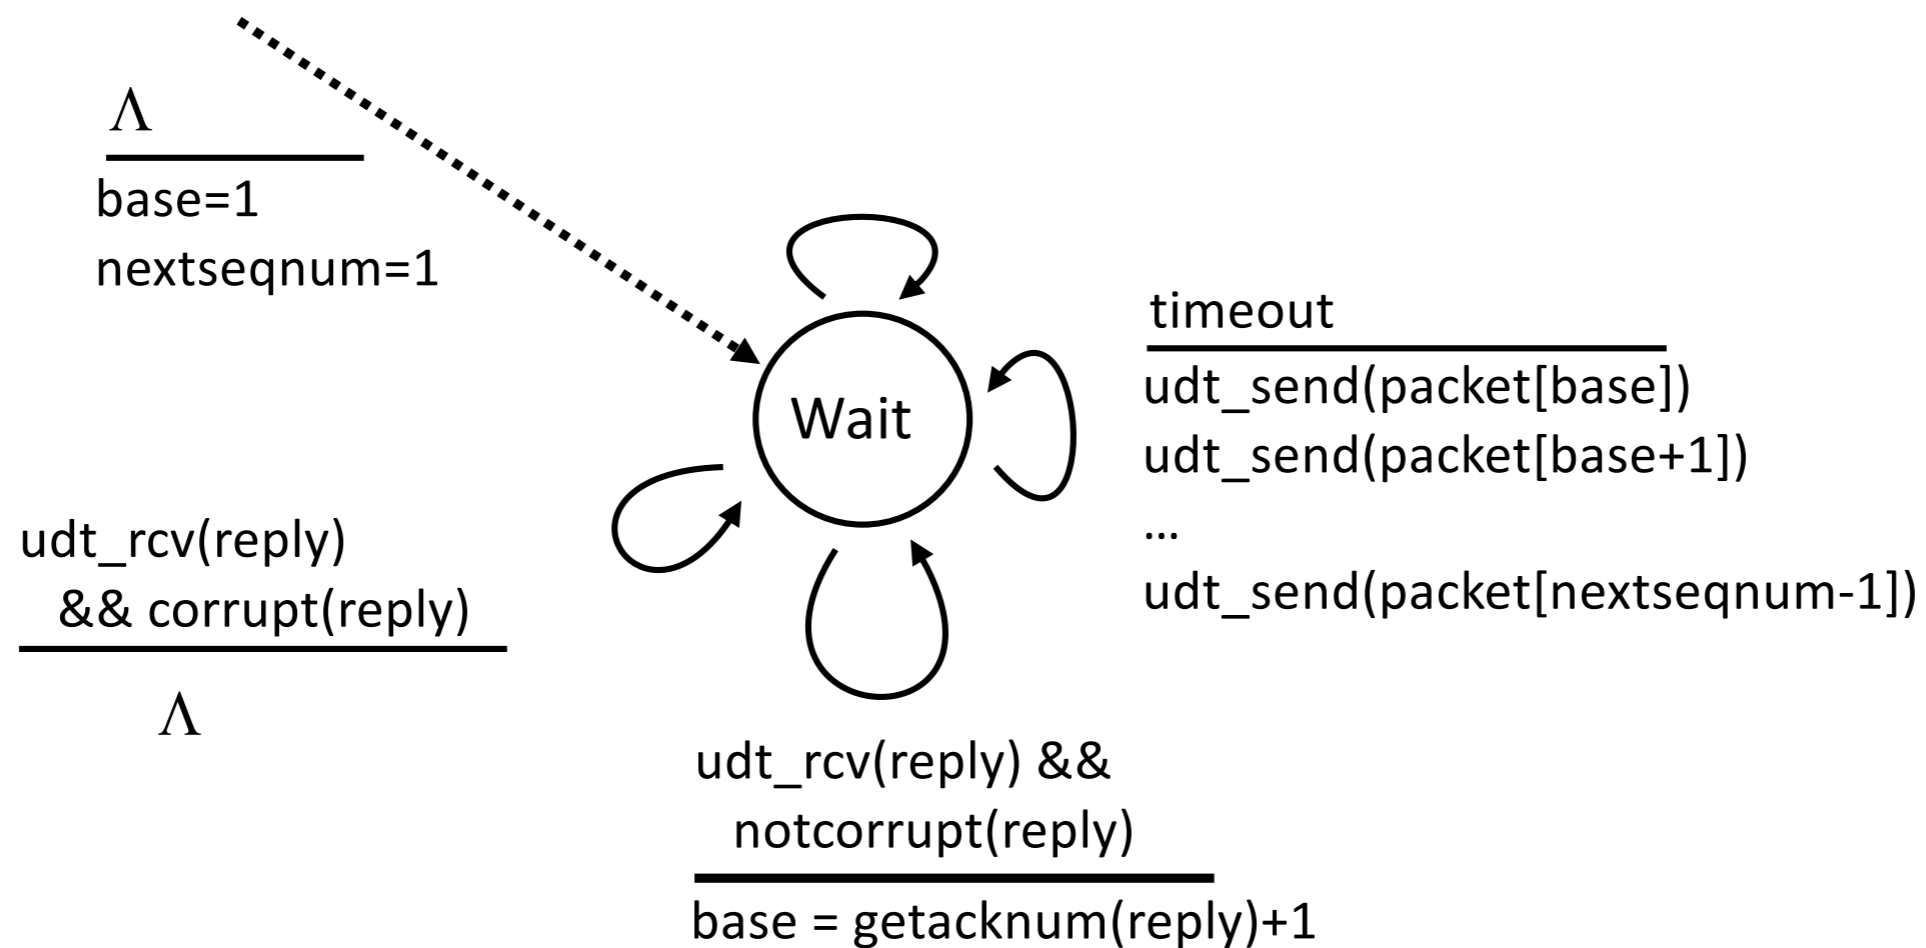 Λ
base=1
nextseqnum=1
Wait
timeout
udt_send(packet[base])
udt_send(packet[base+1])
...
udt_send(packet[nextseqnum-1])
udt_rcv(reply)
&& corrupt(reply)
Λ
udt_rcv(reply) &&
notcorrupt(reply)
base = getacknum(reply)+1